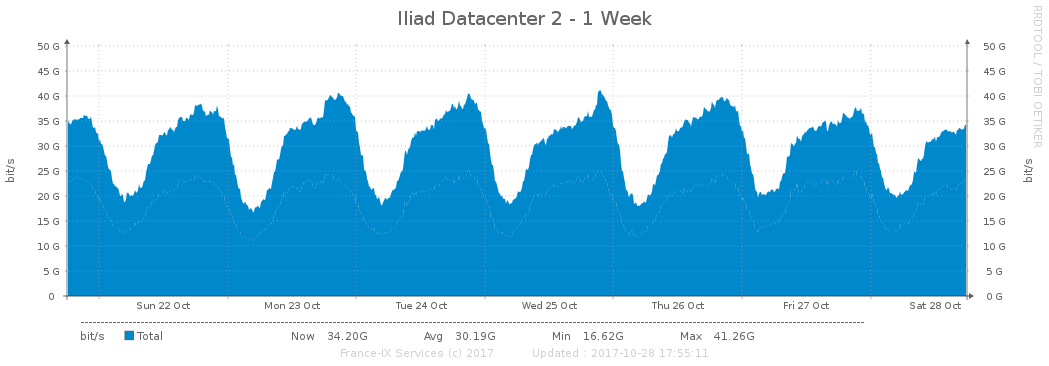 Iliad Datacenter 2 - 1 Week
RRDTOOL / TOBI OETIKER
bit/s
50 G 50 G
45 G 45 G
40 G 40 G
35 G 35 G
30 G 30 G
25 G 25 G
20 G 20 G
15 G 15 G
10 G 10 G
5 G 5 G
0 0 G
bit/s
Sun 22 Oct Mon 23 Oct Tue 24 Oct Wed 25 Oct Thu 26 Oct Fri 27 Oct Sat 28 Oct
bit/s Total Now 34.20G Avg 30.19G Min 16.62G Max 41.26G
France-IX Services (c) 2017 Updated : 2017-10-28 17:55:11